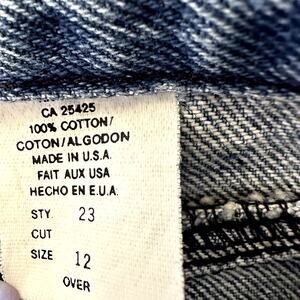 CA 25425
100% COTTON/
COTON/ALGODON
MADE IN U.S.A.
FAIT AUX USA
HECHO EN E.U.A.
STY. 23
CUT
SIZE 12
OVER